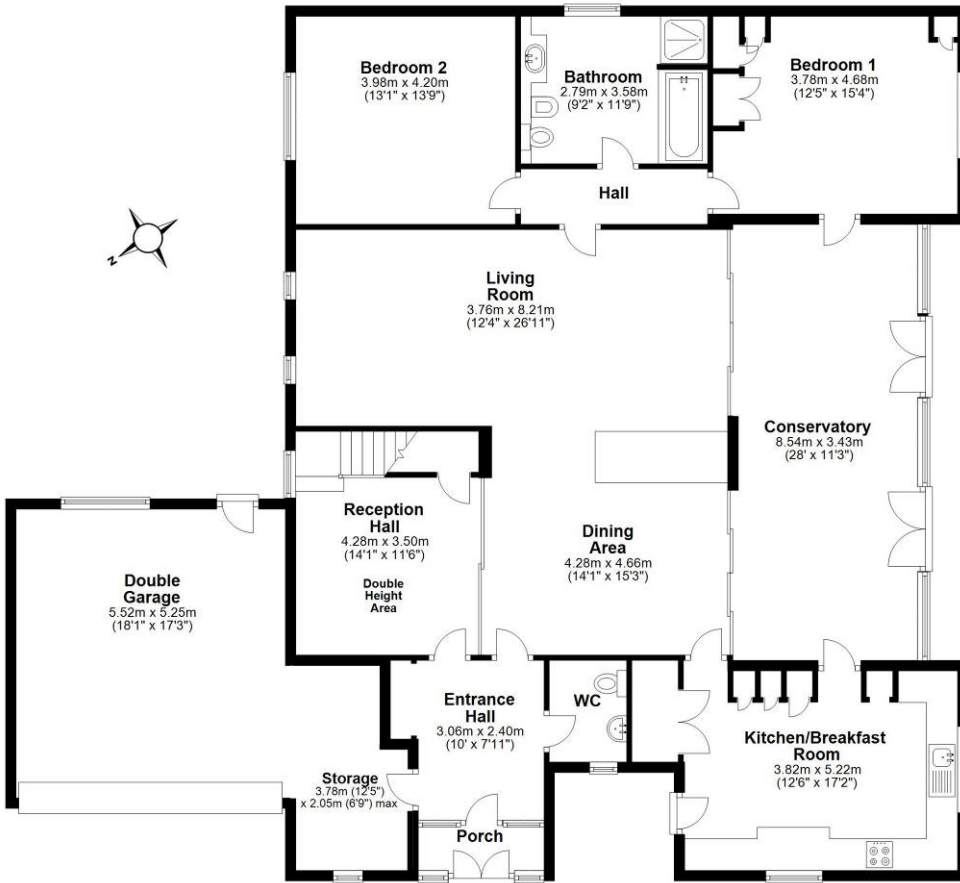 Bedroom 2
3.98m x 4.20m
(13'1" x 13'9")
Bathroom
2.79m x 3.58m
(9'2" x 11'9")
Bedroom 1
3.78m x 4.68m
(12'5" x 15'4")
Hall
N
Living
Room
3.76m x 8.21m
(12'4" x 26'11")
Conservatory
8.54m x 3.43m
(28' x 11'3")
Reception
Hall
4.28m x 3.50m
(14'1" x 11'6")
Double
Height
Area
Dining
Area
4.28m x 4.66m
(14'1" x 15'3")
Double
Garage
5.52m x 5.25m
(18'1" x 17'3")
Entrance
Hall
3.06m x 2.40m
(10' x 7'11")
WC
Kitchen/Breakfast
Room
3.82m x 5.22m
(12'6" x 17'2")
Storage
3.78m (12'5")
x 2.05m (6'9") max
Porch